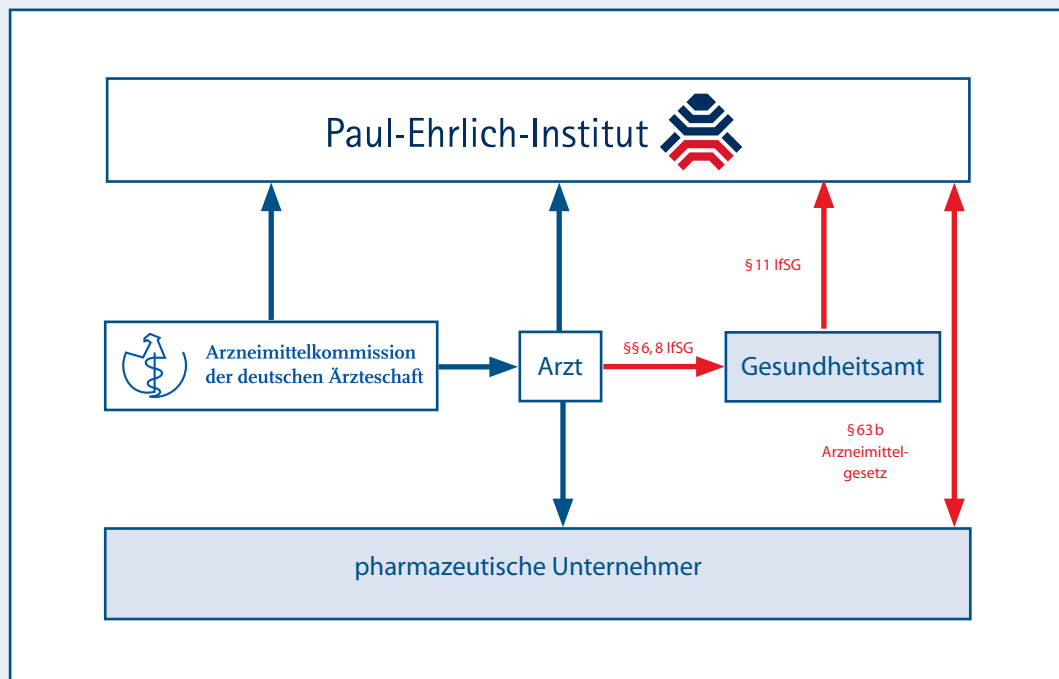 Paul-Ehrlich-Institut
§ 11 IfSG
Arzneimittelkommission
der deutschen Ärzteschaft
Arzt
§§ 6, 8 IfSG
Gesundheitsamt
§ 63 b
Arzneimittel-
gesetz
pharmazeutische Unternehmer